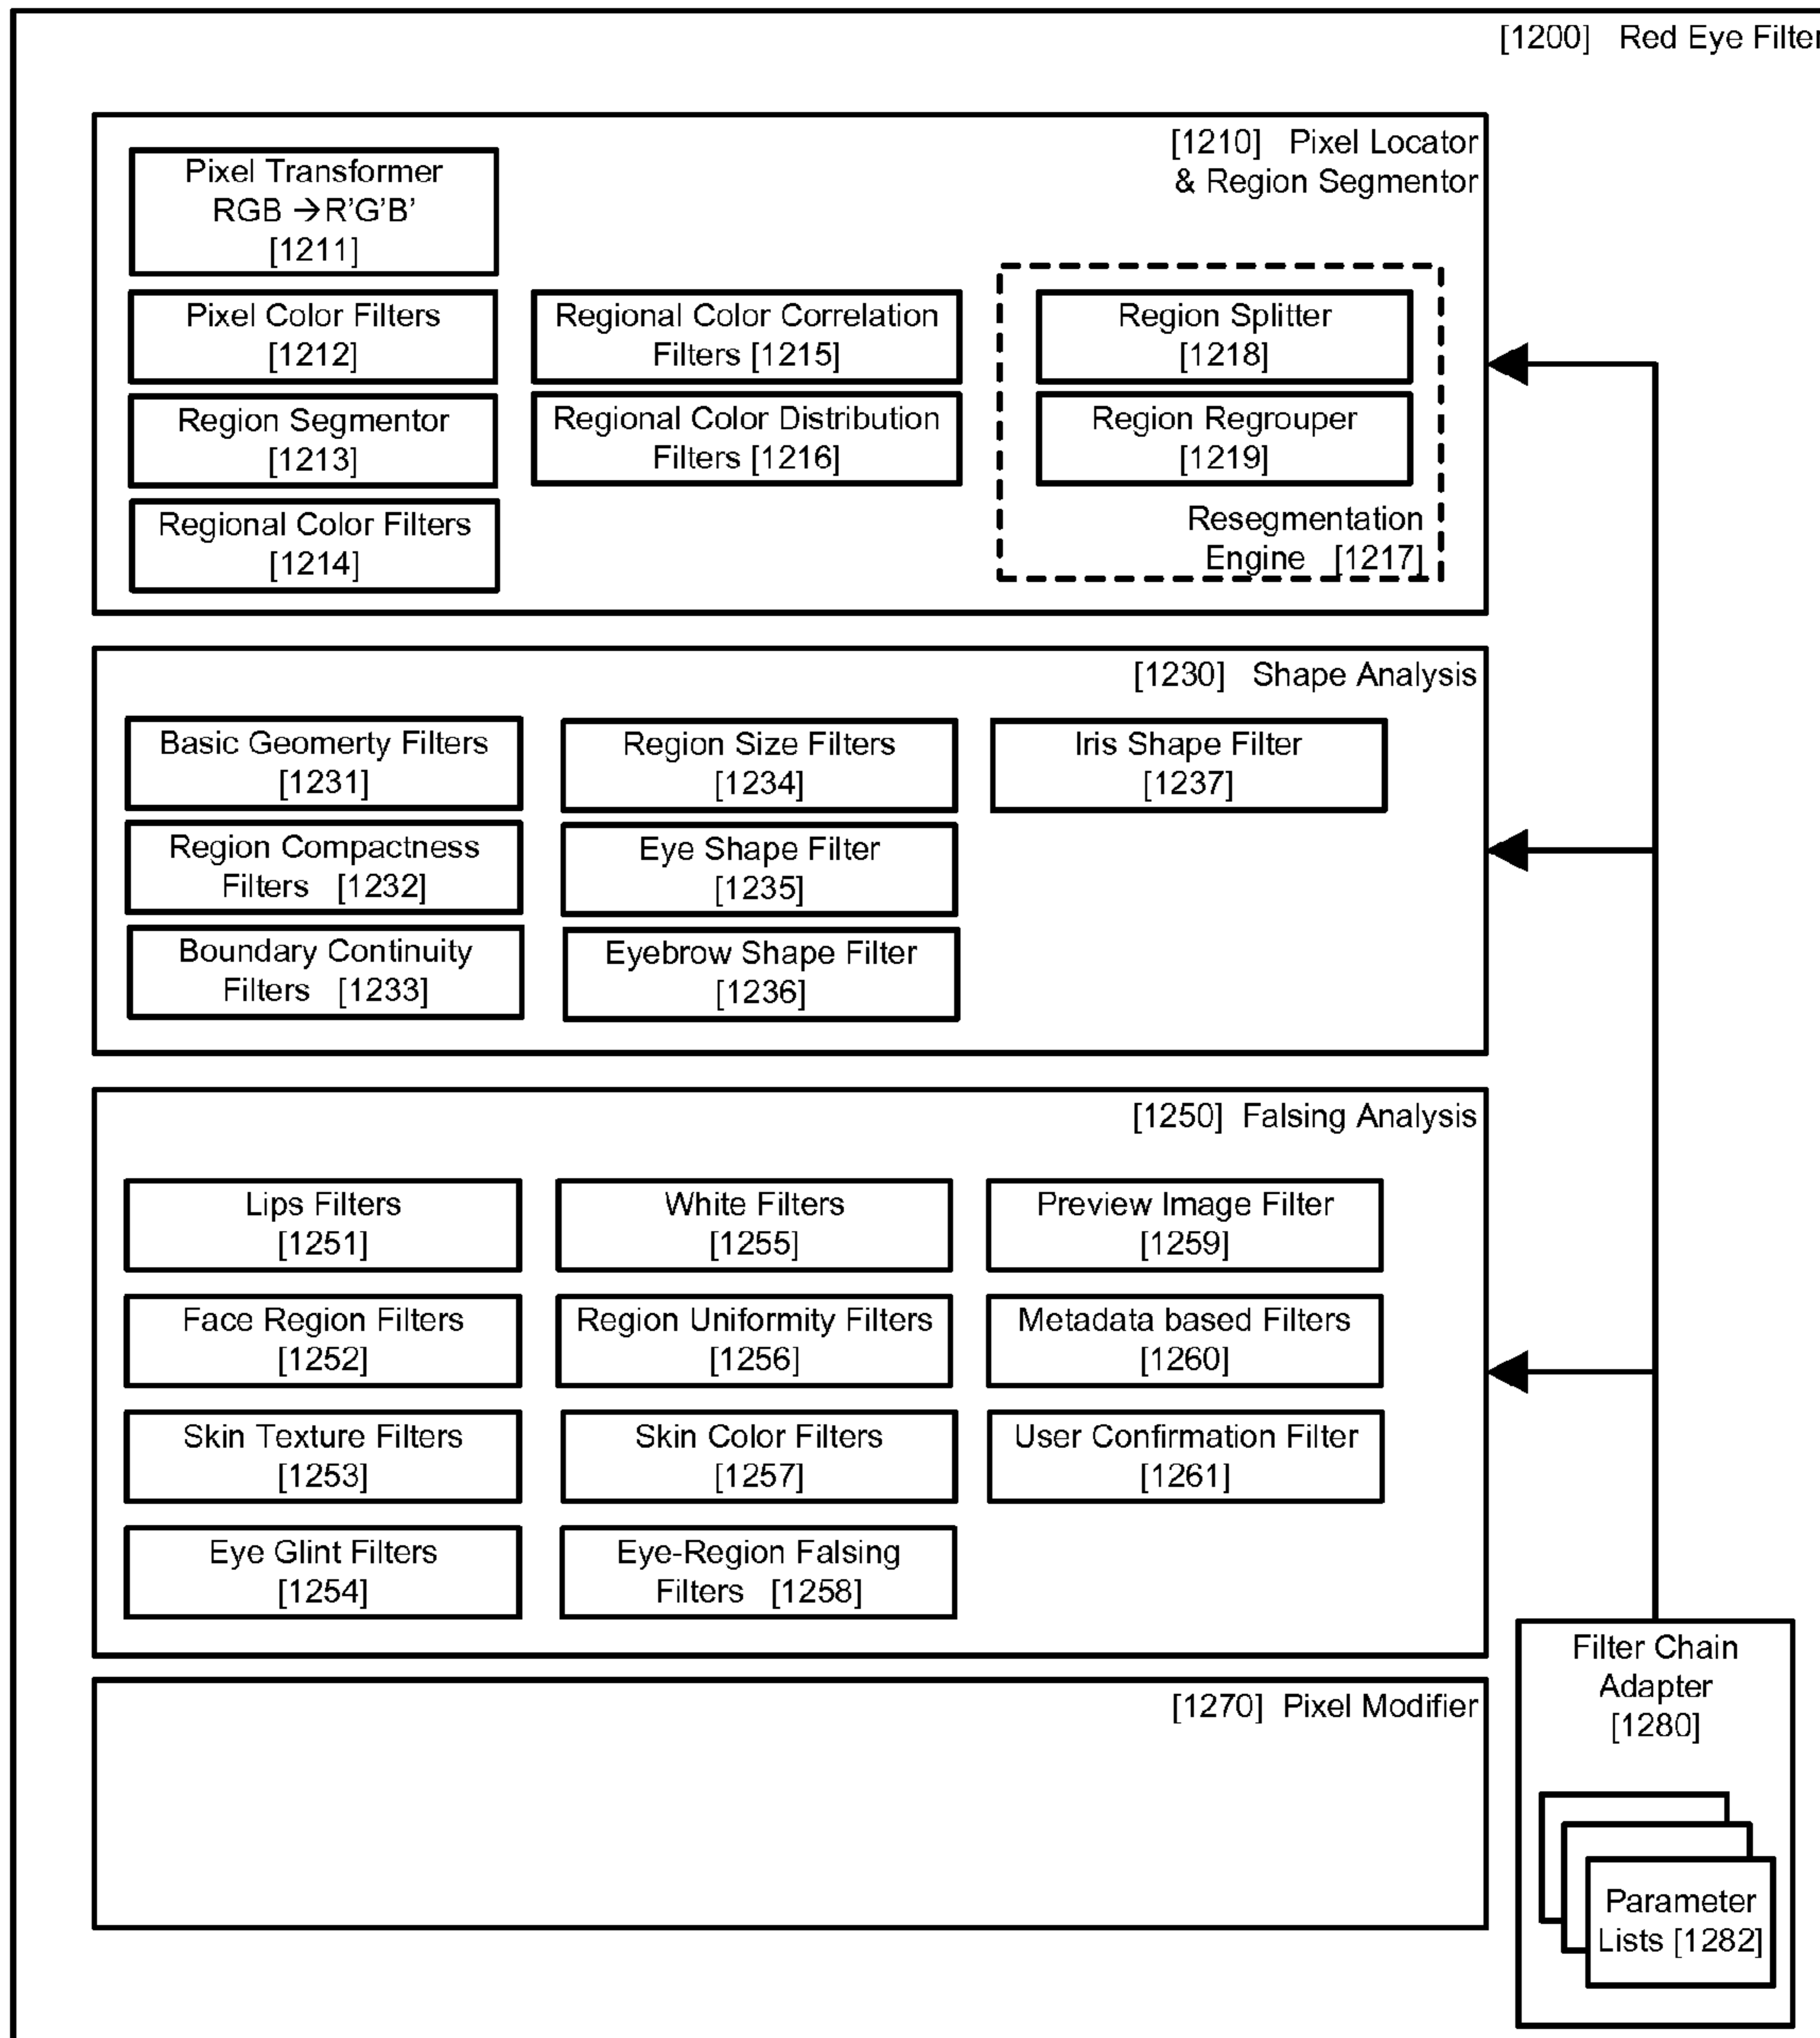 [1200] Red Eye Filter
[1210] Pixel Locator
& Region Segmentor
Pixel Transformer
RGB →R'G'B'
[1211]
Pixel Color Filters
[1212]
Region Segmentor
[1213]
Regional Color Filters
[1214]
Regional Color Correlation
Filters [1215]
Regional Color Distribution
Filters [1216]
Region Splitter
[1218]
Region Regrouper
[1219]
Resegmentation
Engine [1217]
[1230] Shape Analysis
Basic Geomerty Filters
[1231]
Region Compactness
Filters [1232]
Boundary Continuity
Filters [1233]
Region Size Filters
[1234]
Eye Shape Filter
[1235]
Eyebrow Shape Filter
[1236]
Iris Shape Filter
[1237]
[1250] Falsing Analysis
Lips Filters
[1251]
Face Region Filters
[1252]
Skin Texture Filters
[1253]
Eye Glint Filters
[1254]
White Filters
[1255]
Region Uniformity Filters
[1256]
Skin Color Filters
[1257]
Eye-Region Falsing
Filters [1258]
Preview Image Filter
[1259]
Metadata based Filters
[1260]
User Confirmation Filter
[1261]
[1270] Pixel Modifier
Filter Chain
Adapter
[1280]
Parameter
Lists [1282]